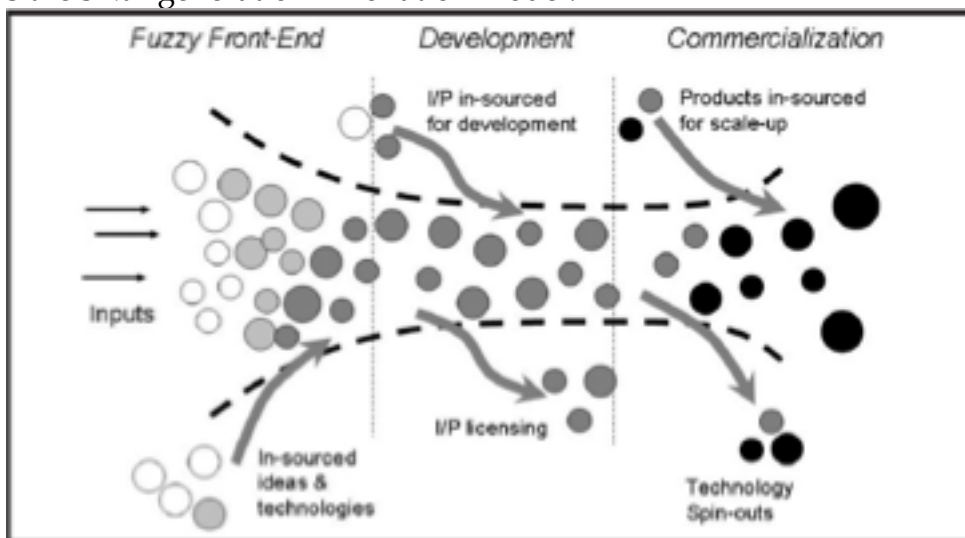 Fuzzy Front-End
Development
Commercialization
I/P in-sourced
for development
Products in-sourced
for scale-up
Inputs
I/P licensing
In-sourced
ideas &
technologies
Technology
Spin-outs